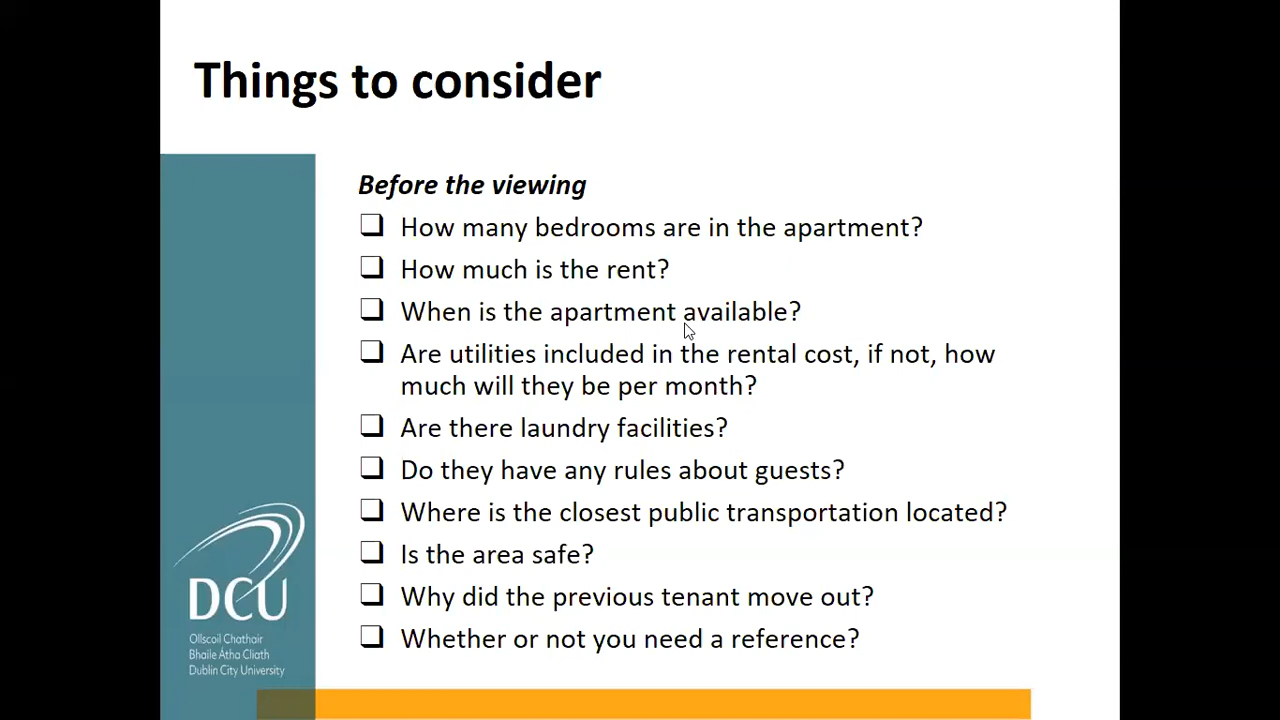 Things to consider
Before the viewing
How many bedrooms are in the apartment?
How much is the rent?
When is the apartment available?
Are utilities included in the rental cost, if not, how
much will they be per month?
Are there laundry facilities?
Do they have any rules about guests?
Where is the closest public transportation located?
Is the area safe?
Why did the previous tenant move out?
Whether or not you need a reference?
DCU
Ollscoil Chathair
Bhaile Átha Cliath
Dublin City University